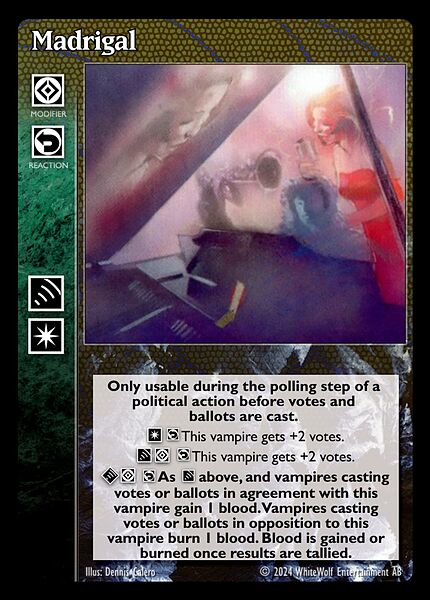 Madrigal
MODIFIER
REACTION
Only usable during the polling step of a
political action before votes and
ballots are cast.
This vampire gets +2 votes.
This vampire gets +2 votes.
As above, and vampires casting
votes or ballots in agreement with this
vampire gain 1 blood. Vampires casting
votes or ballots in opposition to this
vampire burn 1 blood. Blood is gained or
burned once results are tallied.
Illus: Dennis Calero
© 2024 WhiteWolf Entertainment AB